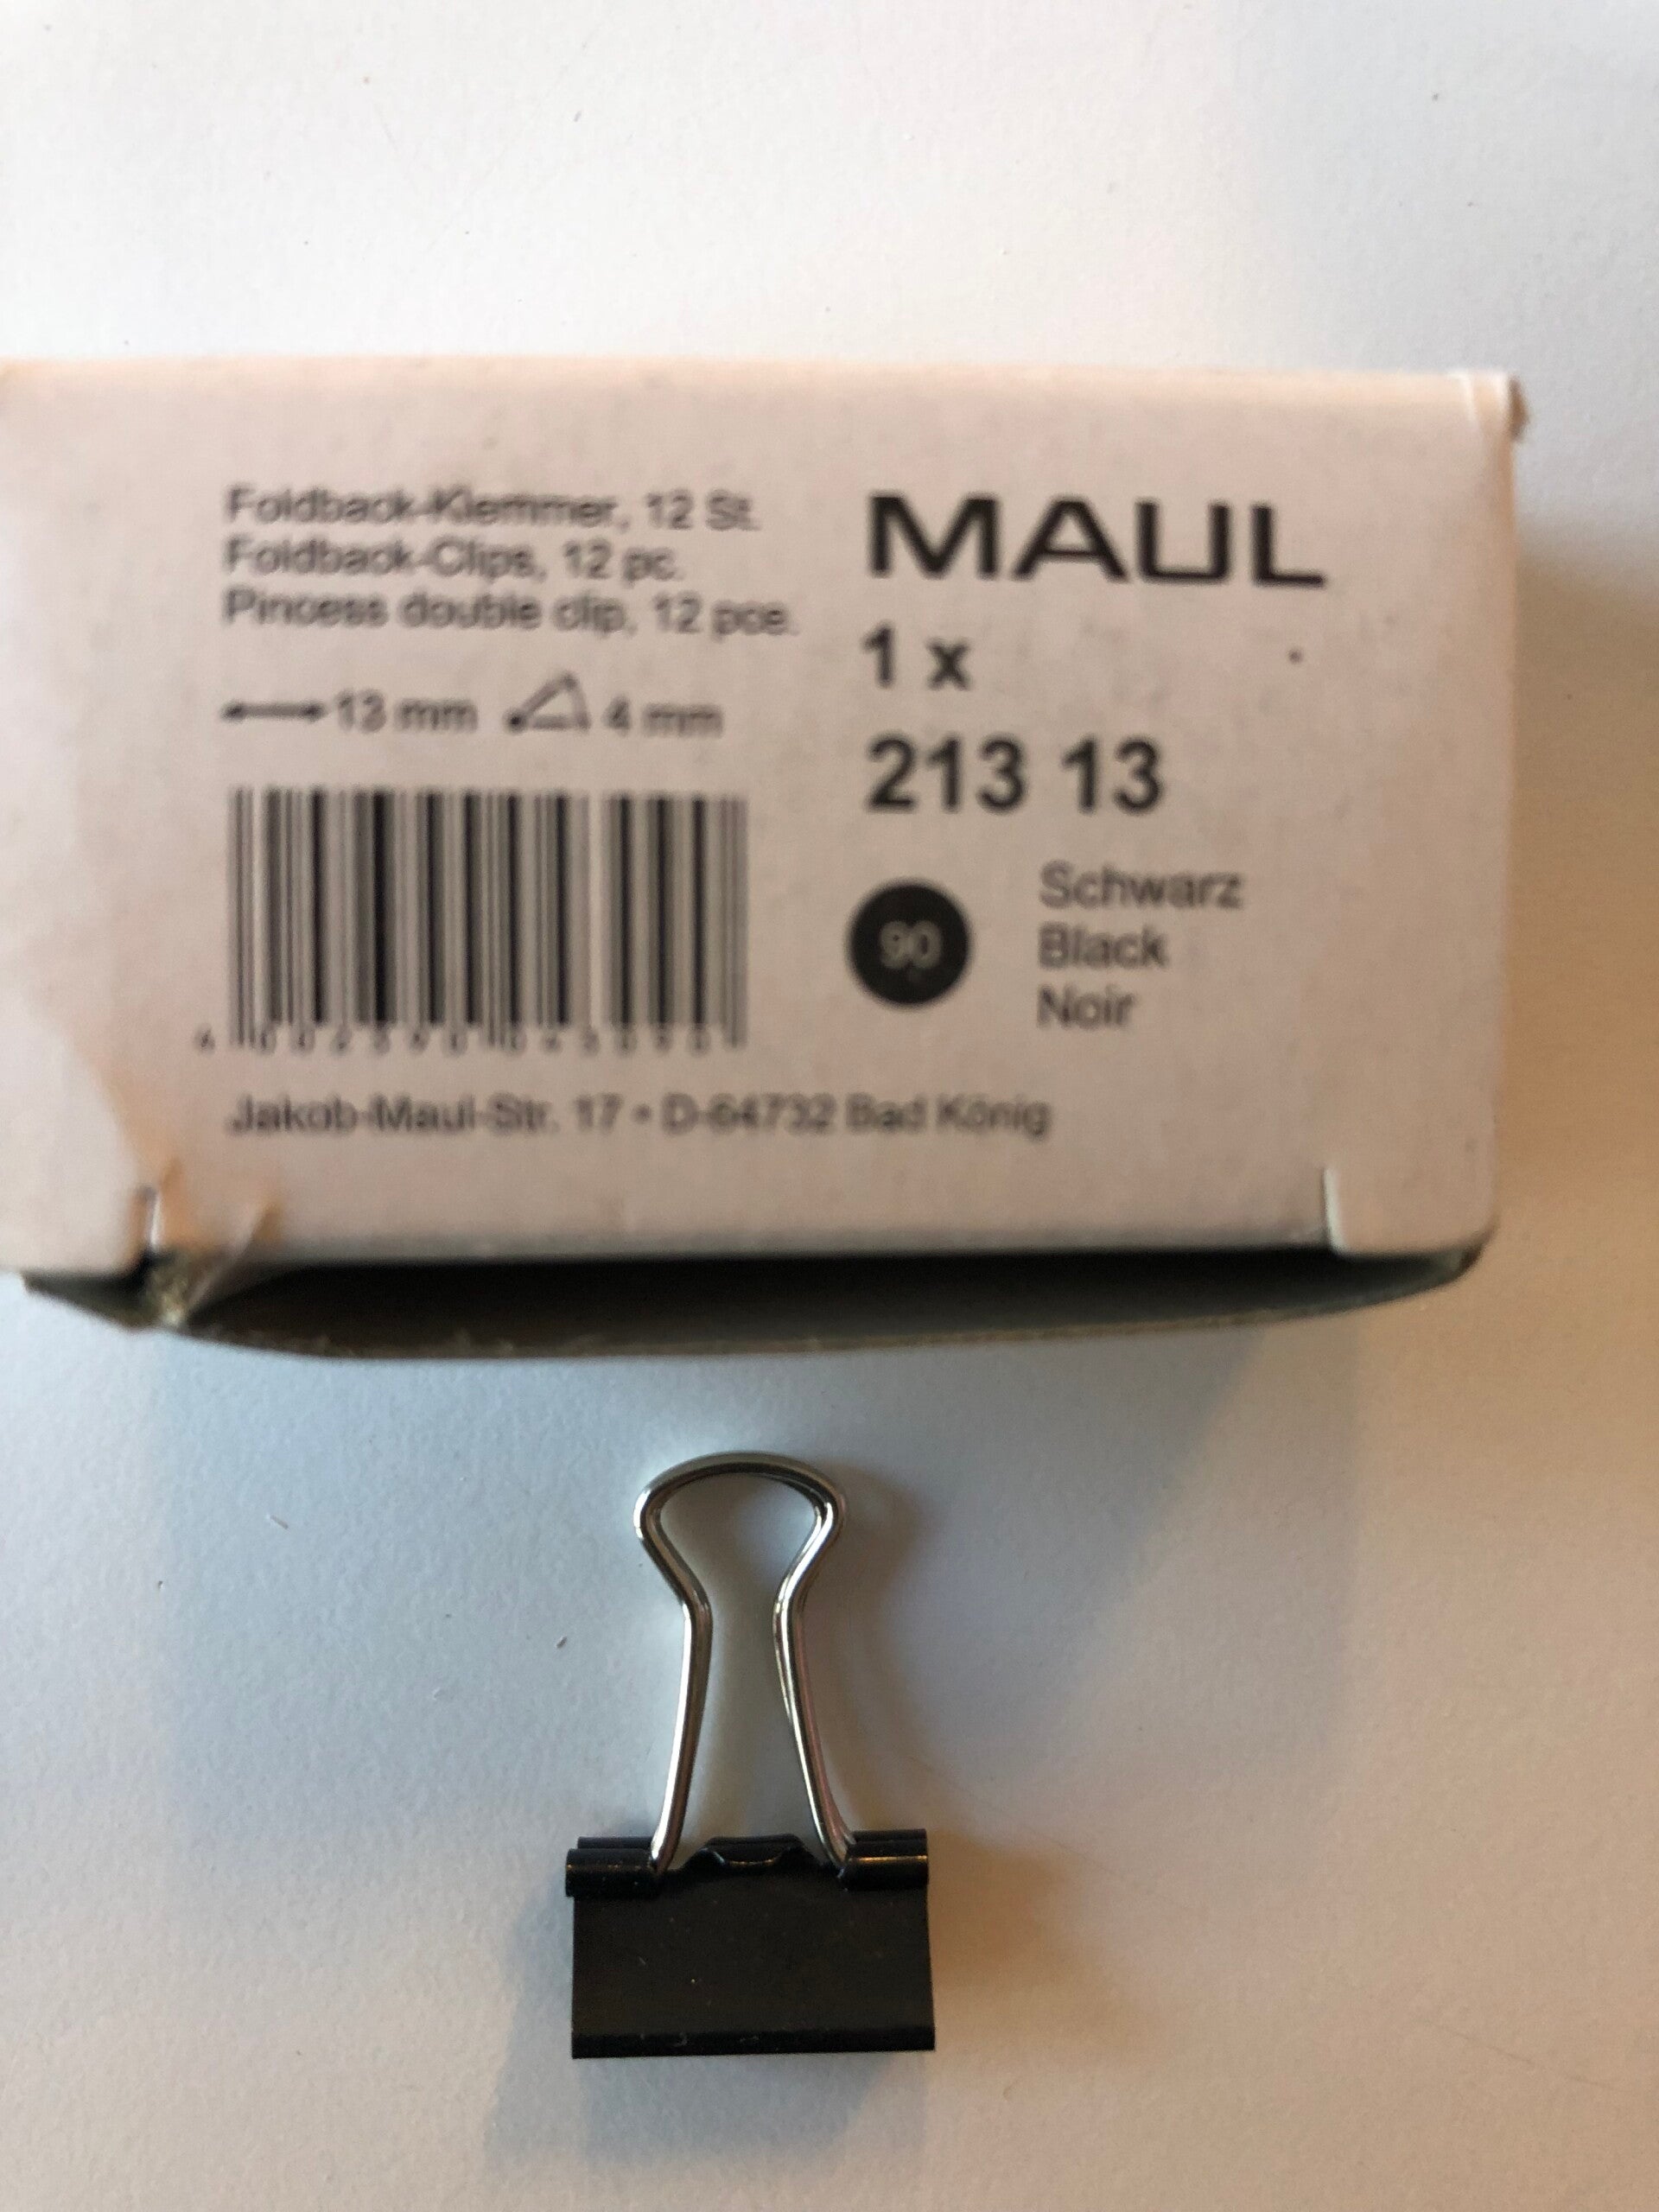 Foldback-Klemmer, 12 St.
Foldback-Clips, 12 pc.
Pincess double clip, 12 pce.
13 mm 4 mm
MAUL
1 x
213 13
90
Schwarz
Black
Noir
Jakob-Maul-Str. 17 • D-64732 Bad König